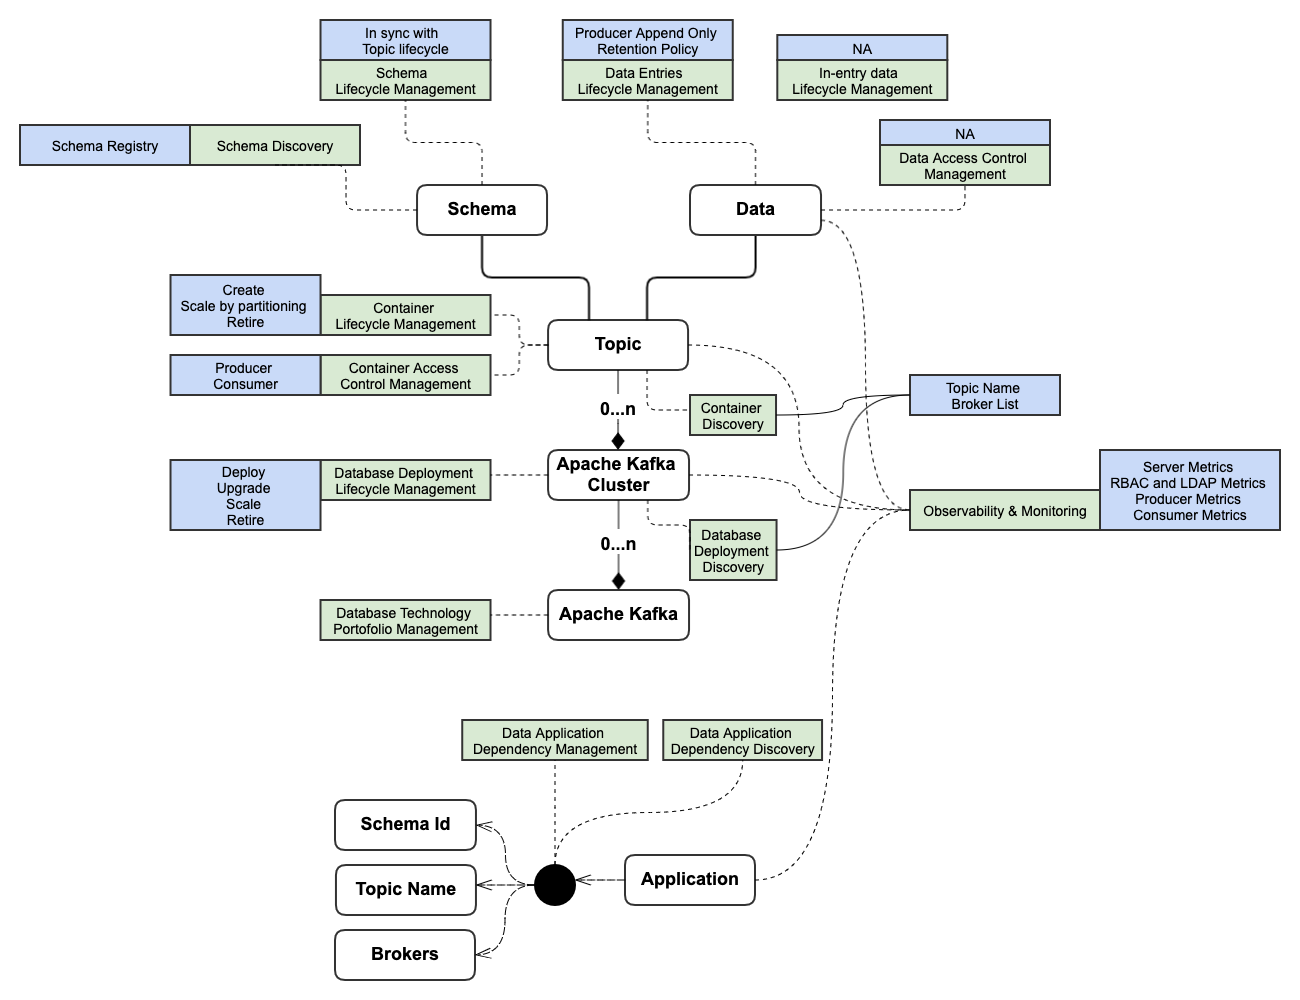 In sync with
Topic lifecycle
Schema
Lifecycle Management
Producer Append Only
Retention Policy
Data Entries
Lifecycle Management
NA
In-entry data
Lifecycle Management
Schema Registry
Schema Discovery
NA
Data Access Control
Management
Schema
Data
Create
Scale by partitioning
Retire
Container
Lifecycle Management
Topic
Producer
Consumer
Container Access
Control Management
0...n
Container
Discovery
Topic Name
Broker List
Deploy
Upgrade
Scale
Retire
Database Deployment
Lifecycle Management
Apache Kafka
Cluster
Observability & Monitoring
Server Metrics
RBAC and LDAP Metrics
Producer Metrics
Consumer Metrics
0...n
Database
Deployment
Discovery
Database Technology
Portofolio Management
Apache Kafka
Data Application
Dependency Management
Data Application
Dependency Discovery
Schema Id
Topic Name
Brokers
Application